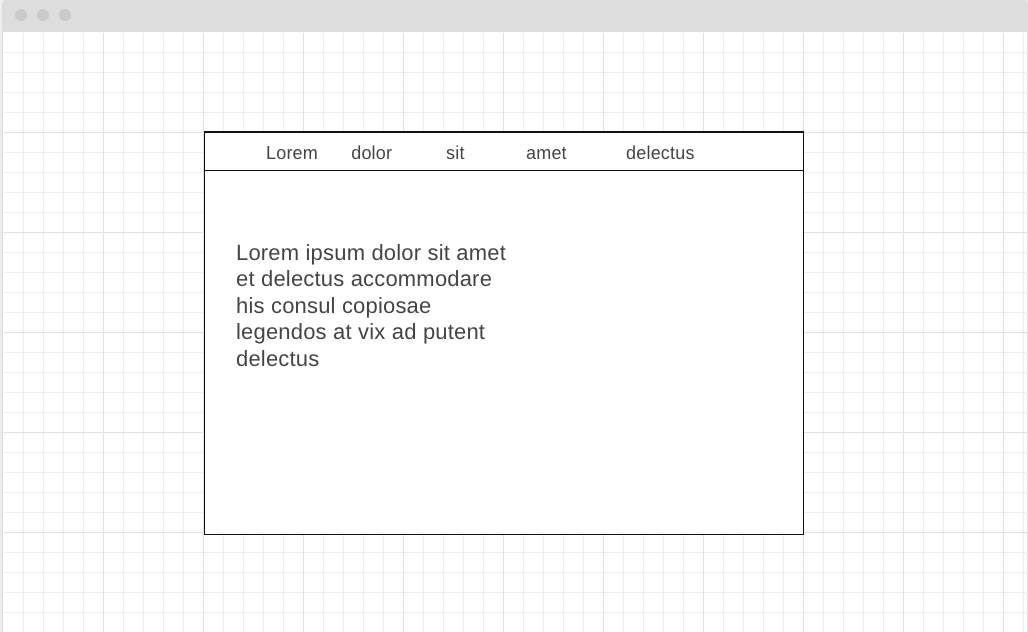 Lorem dolor sit amet delectus
Lorem ipsum dolor sit amet
et delectus accommodare
his consul copiosae
legendos at vix ad putent
delectus